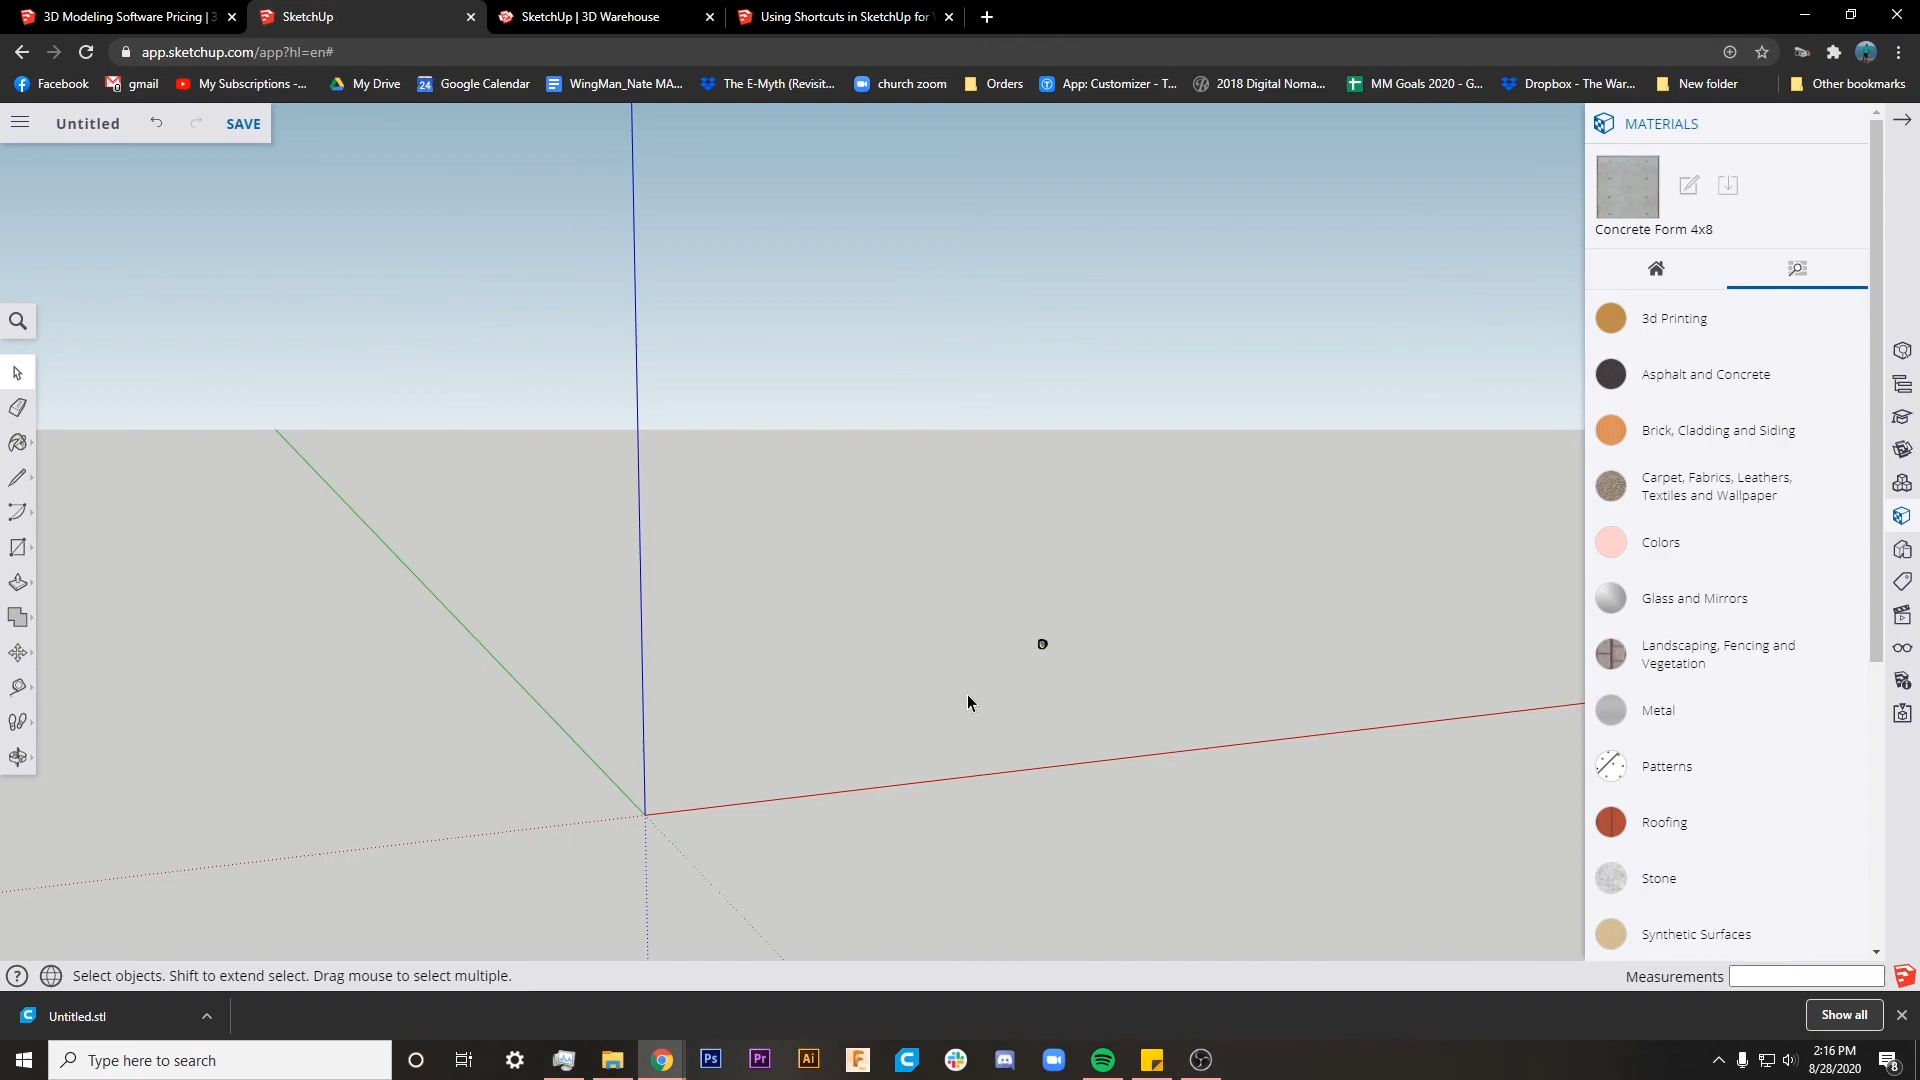 3D Modeling Software Pricing | 3
SketchUp
SketchUp | 3D Warehouse
Using Shortcuts in SketchUp for
app.sketchup.com/app?hl=en#
Facebook
gmail
My Subscriptions -...
My Drive
24
Google Calendar
WingMan_Nate MA...
The E-Myth (Revisit...
church zoom
Orders
App: Customizer - T...
2018 Digital Noma...
MM Goals 2020 - G...
Dropbox - The War...
New folder
Other bookmarks
Untitled
SAVE
MATERIALS
Concrete Form 4x8
3d Printing
Asphalt and Concrete
Brick, Cladding and Siding
Carpet, Fabrics, Leathers,
Textiles and Wallpaper
Colors
Glass and Mirrors
Landscaping, Fencing and
Vegetation
Metal
Patterns
Roofing
Stone
Synthetic Surfaces
Select objects. Shift to extend select. Drag mouse to select multiple.
Measurements
Untitled.stl
Show all
Type here to search
Ps
Pr
Ai
2:16 PM
8/28/2020
8